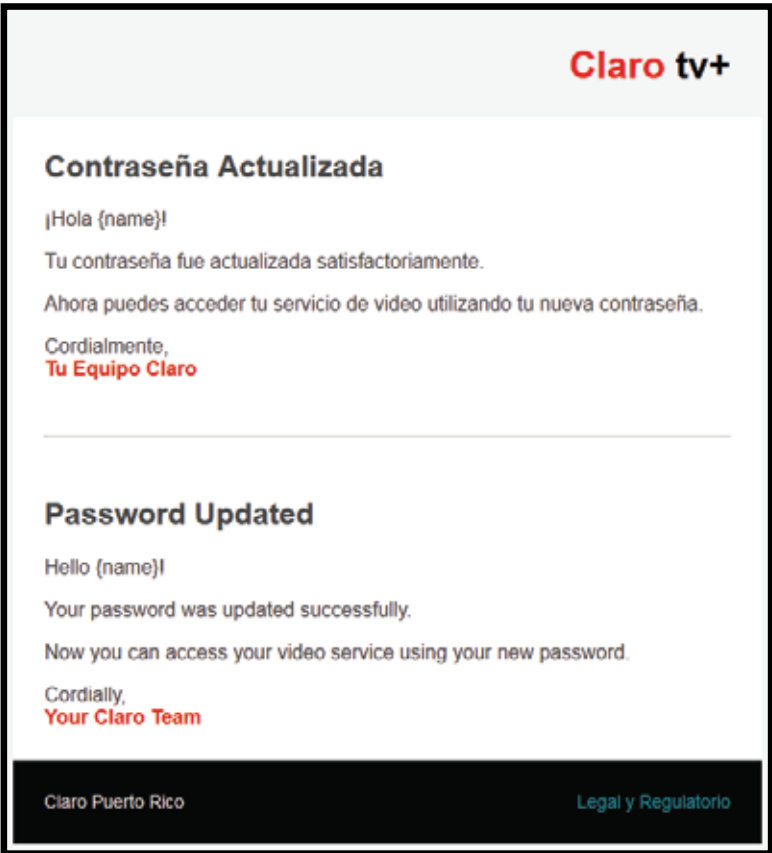 Claro tv+
Contraseña Actualizada
¡Hola {name}!
Tu contraseña fue actualizada satisfactoriamente.
Ahora puedes acceder tu servicio de video utilizando tu nueva contraseña.
Cordialmente,
Tu Equipo Claro
Password Updated
Hello {name}!
Your password was updated successfully.
Now you can access your video service using your new password.
Cordially,
Your Claro Team
Claro Puerto Rico
Legal y Regulatorio